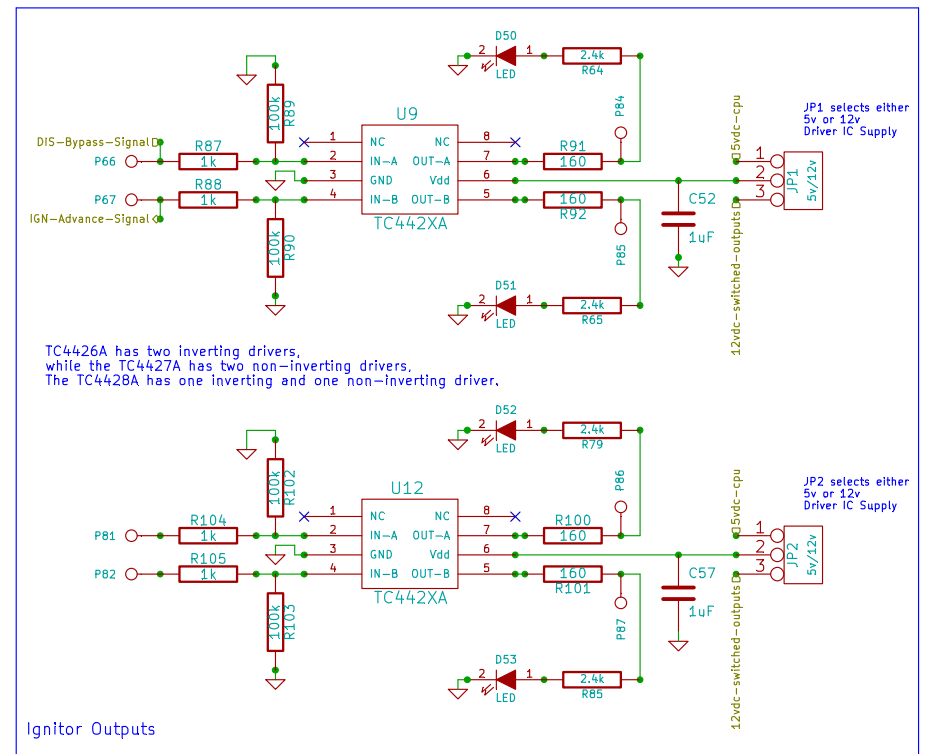 D50
2
1
LED
2.4k
R64
P84
5vdc-cpu
JP1 selects either
5v or 12v
Driver IC Supply
100k
R89
U9
DIS-Bypass-Signal
P66
R87
1k
1
NC
NC
8
2
IN-A
OUT-A
7
R91
160
3
GND
Vdd
6
P67
R88
1k
4
IN-B
OUT-B
5
160
R92
IGN-Advance-Signal
TC442XA
100k
R90
P85
C52
1uF
1
2
3
JP1
5v/12v
12vdc-switched-outputs
D51
2
1
LED
2.4k
R65
TC4426A has two inverting drivers,
while the TC4427A has two non-inverting drivers,
The TC4428A has one inverting and one non-inverting driver.
D52
2
1
LED
2.4k
R79
P86
5vdc-cpu
JP2 selects either
5v or 12v
Driver IC Supply
100k
R102
U12
P81
R104
1k
1
NC
NC
8
2
IN-A
OUT-A
7
R100
160
3
GND
Vdd
6
P82
R105
1k
4
IN-B
OUT-B
5
160
R101
TC442XA
100k
R103
P87
C57
1uF
1
2
3
JP2
5v/12v
12vdc-switched-outputs
D53
2
1
LED
2.4k
R85
Ignitor Outputs